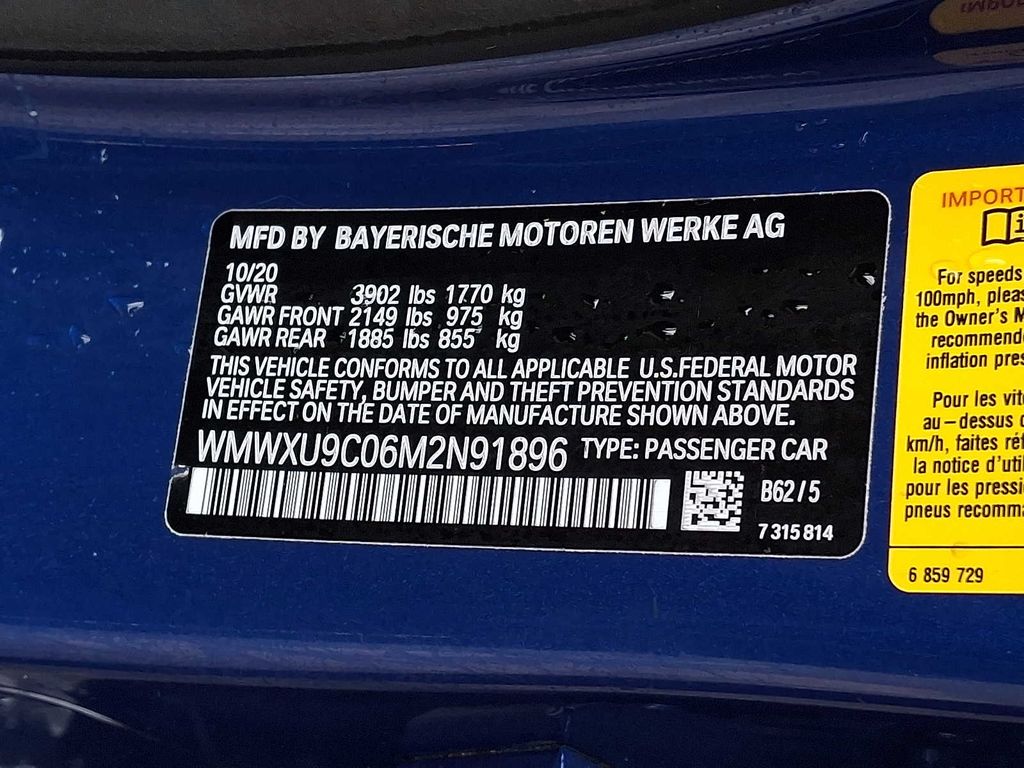 MFD BY BAYERISCHE MOTOREN WERKE AG
10/20
GVWR 3902 lbs 1770 kg
GAWR FRONT 2149 lbs 975 kg
GAWR REAR 1885 lbs 855 kg
THIS VEHICLE CONFORMS TO ALL APPLICABLE U.S.FEDERAL MOTOR
VEHICLE SAFETY, BUMPER AND THEFT PREVENTION STANDARDS
IN EFFECT ON THE DATE OF MANUFACTURE SHOWN ABOVE.
WMWXU9C06M2N91896 TYPE: PASSENGER CAR
B62/5
7 315 814
IMPORT
i
For speeds
100mph, pleas
the Owner's M
recommend
inflation pres
Pour les vit
au-dessus d
km/h, faites réf
la notice d'uti
pour les pressi
pneus recomma
6 859 729